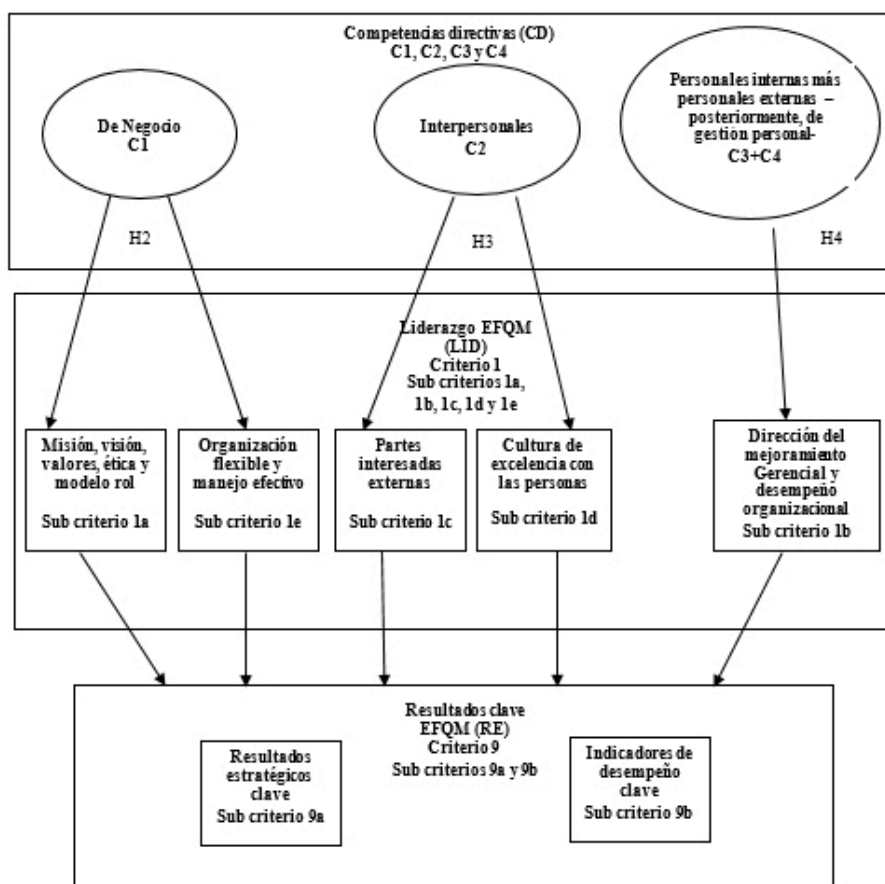 Competencias directivas (CD)
C1, C2, C3 y C4
De Negocio
C1
Interpersonales
C2
Personales internas más
personales externas –
posteriormente, de
gestión personal-
C3+C4
H2
H3
H4
Liderazgo EFQM
(LID)
Criterio 1
Sub criterios 1a,
1b, 1c, 1d y 1e
Misión, visión,
valores, ética y
modelo rol
Sub criterio 1a
Organización
flexible y
manejo efectivo
Sub criterio 1e
Partes
interesadas
externas
Sub criterio 1c
Cultura de
excelencia con
las personas
Sub criterio 1d
Dirección del
mejoramiento
Gerencial y
desempeño
organizacional
Sub criterio 1b
Resultados clave
EFQM (RE)
Criterio 9
Sub criterios 9a y 9b
Resultados
estratégicos
clave
Sub criterio 9a
Indicadores de
desempeño
clave
Sub criterio 9b